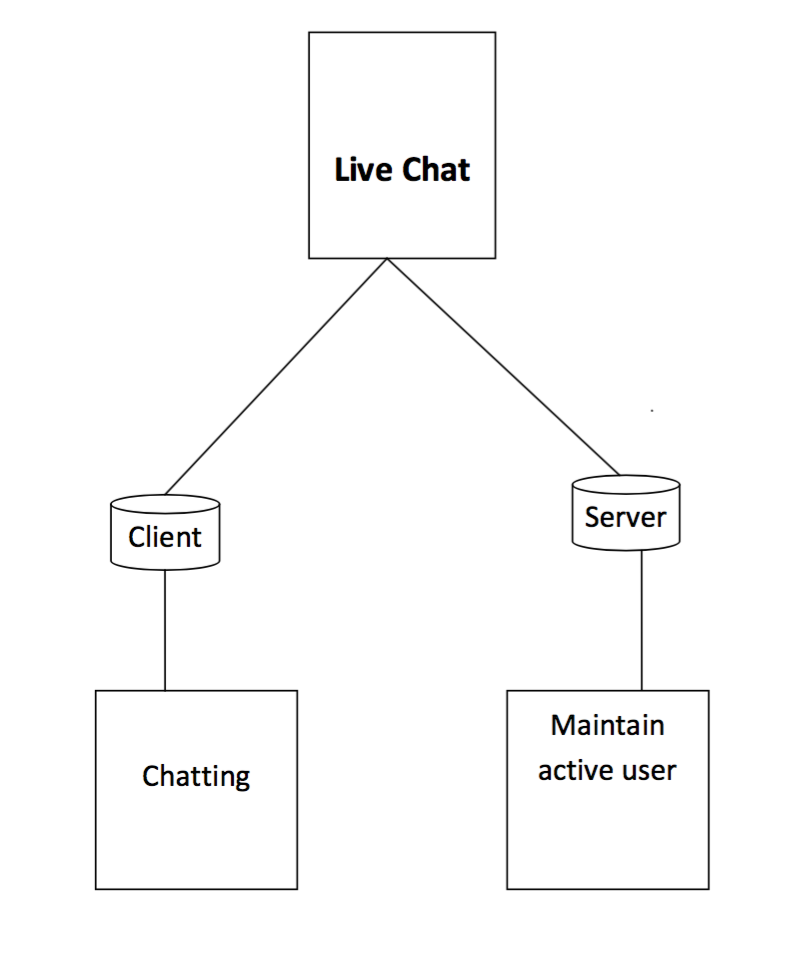 Live Chat
Client
Server
Chatting
Maintain
active user